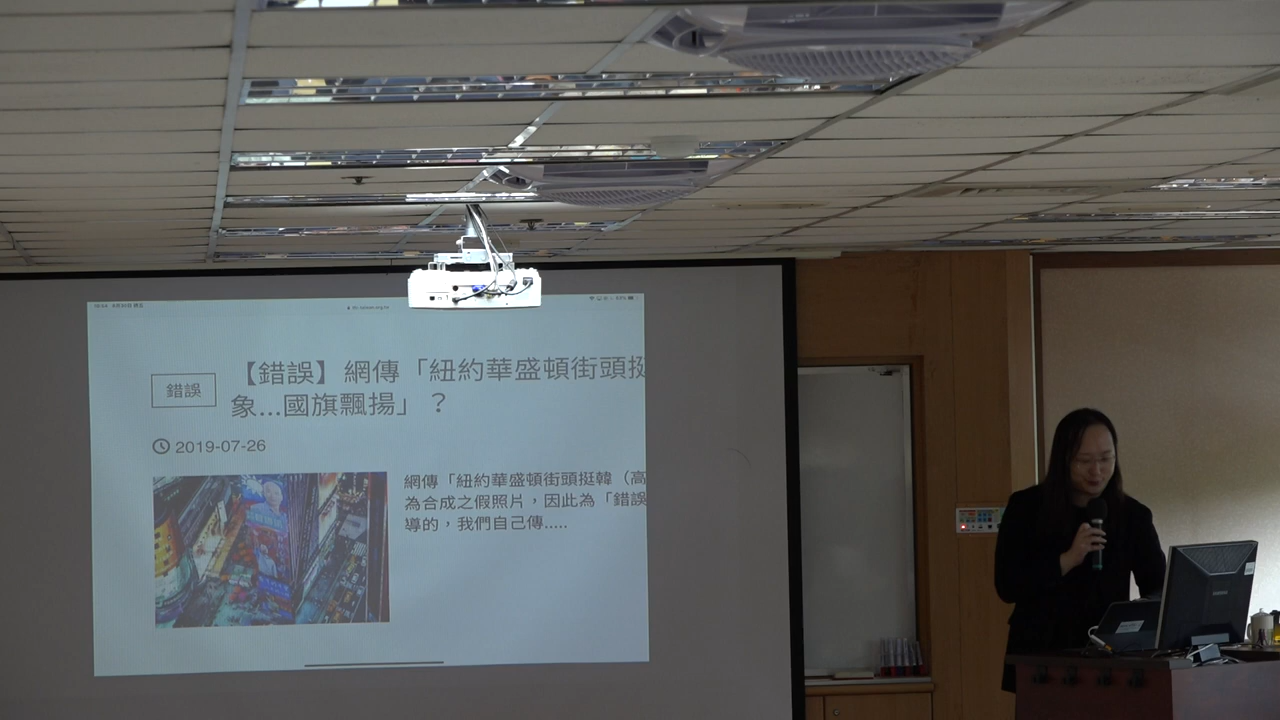 錯誤
【錯誤】網傳「紐約華盛頓街頭挺
象...國旗飄揚」？
2019-07-26
網傳「紐約華盛頓街頭挺韓（高
為合成之假照片，因此為「錯誤
導的，我們自己傳.....